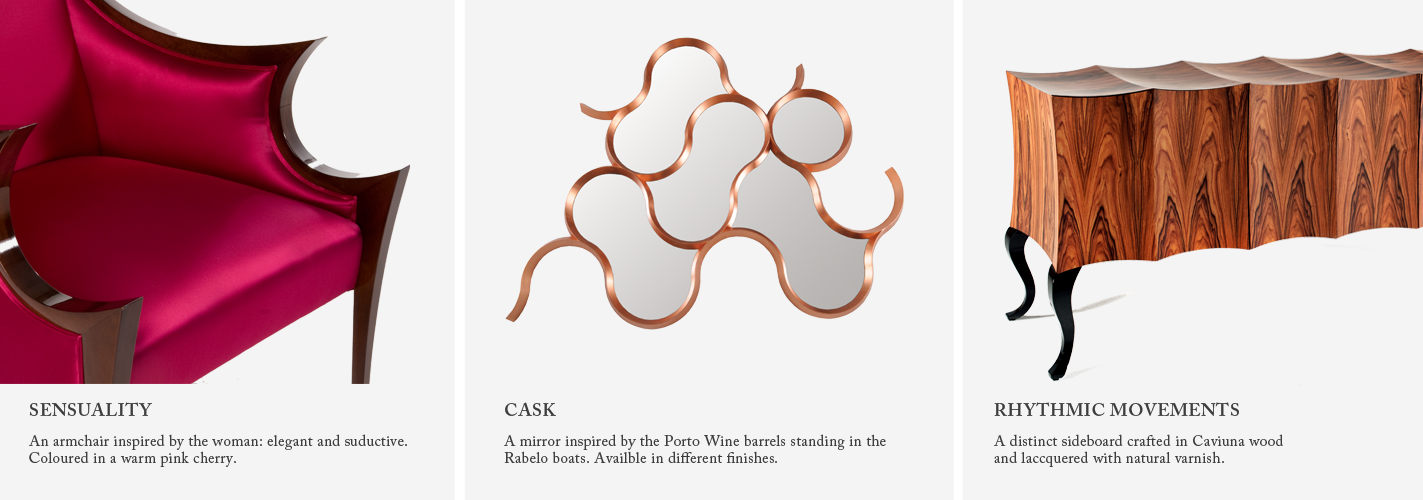 SENSUALITY
An armchair inspired by the woman: elegant and suductive.
Coloured in a warm pink cherry.
CASK
A mirror inspired by the Porto Wine barrels standing in the
Rabelo boats. Availble in different finishes.
RHYTHMIC MOVEMENTS
A distinct sideboard crafted in Caviuna wood
and laccquered with natural varnish.